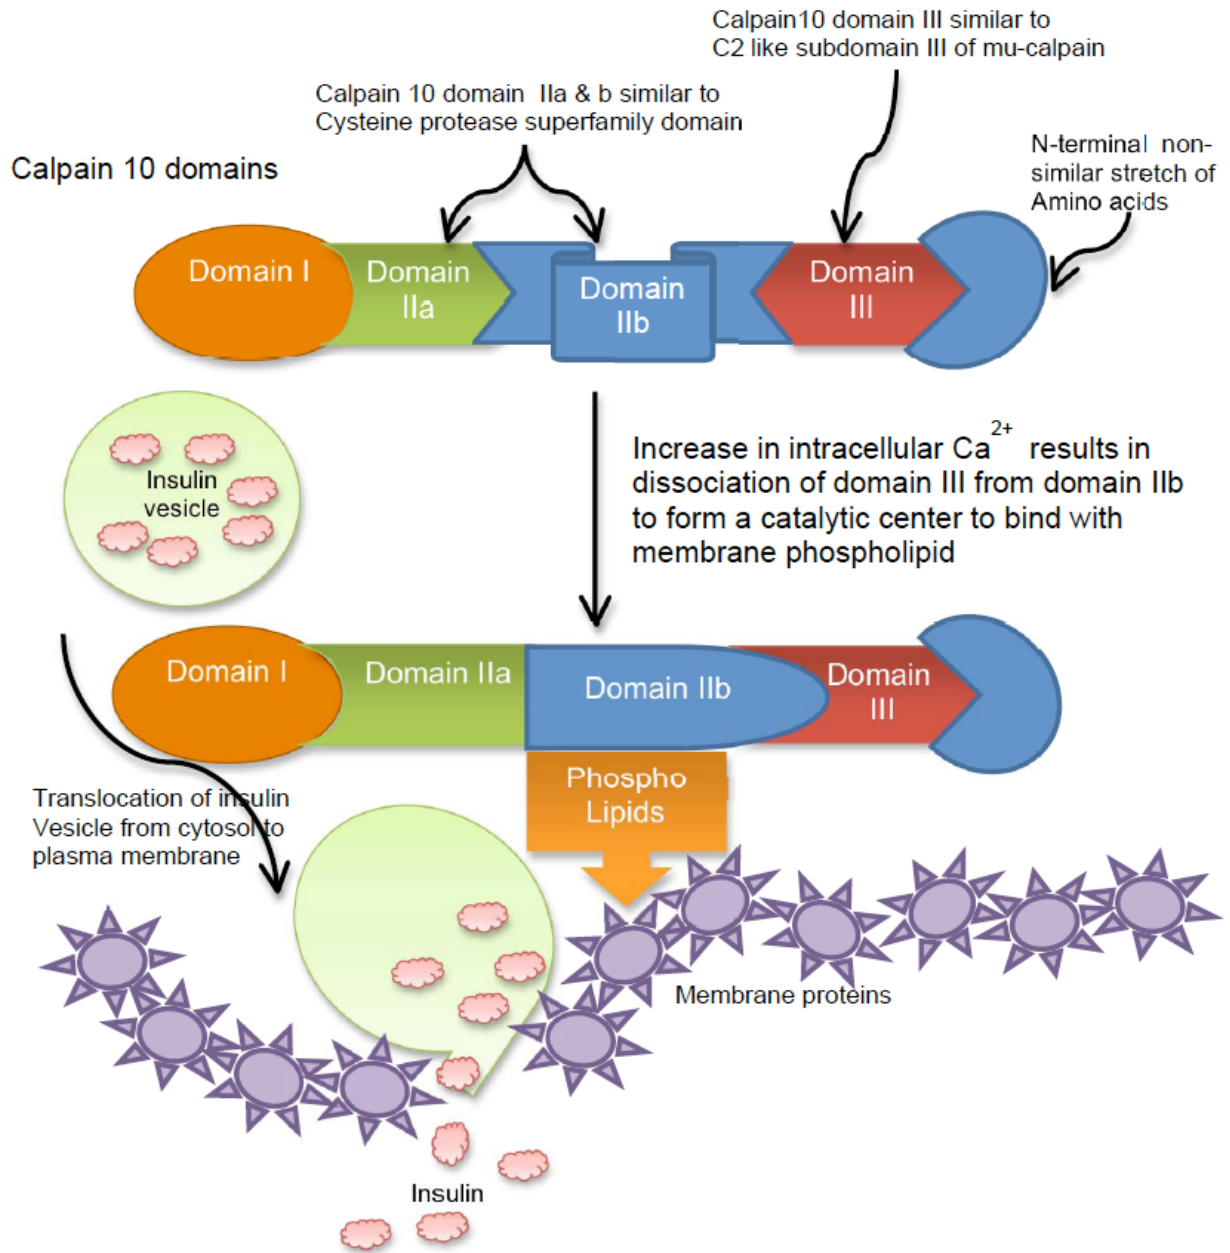 Calpain10 domain III similar to
C2 like subdomain III of mu-calpain
Calpain 10 domain IIa & b similar to
Cysteine protease superfamily domain
N-terminal non-
similar stretch of
Amino acids
Calpain 10 domains
Domain I
Domain
IIa
Domain
IIb
Domain
III
Insulin
vesicle
Increase in intracellular Ca2+ results in
dissociation of domain III from domain IIb
to form a catalytic center to bind with
membrane phospholipid
Domain I
Domain IIa
Domain IIb
Domain
III
Phospho
Lipids
Translocation of insulin
Vesicle from cytosol to
plasma membrane
Membrane proteins
Insulin